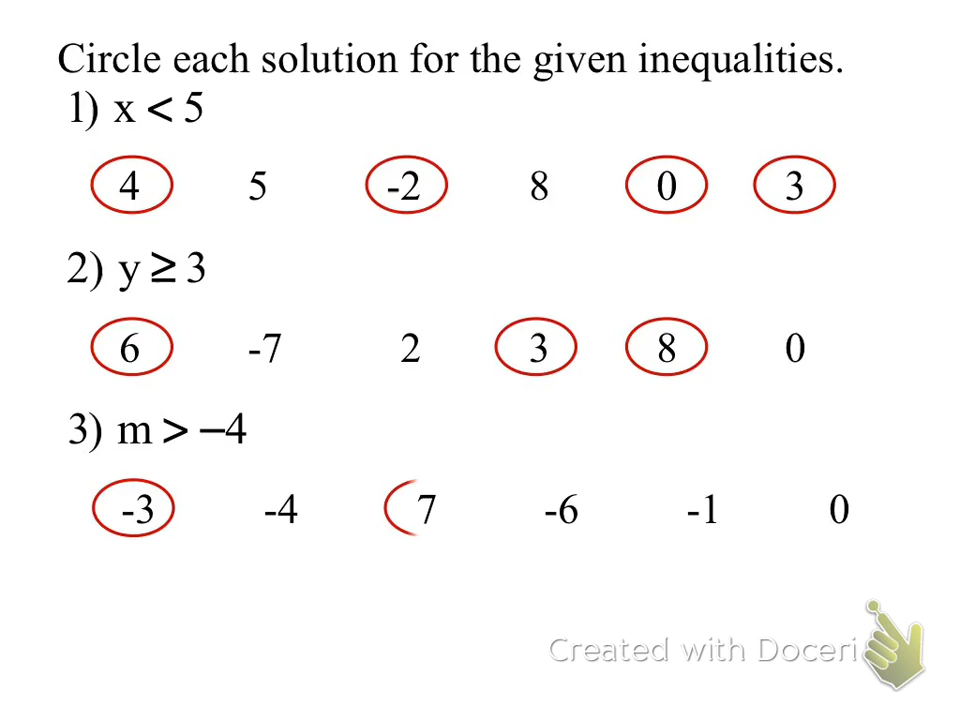 Circle each solution for the given inequalities.
1) x < 5
4 5 -2 8 0 3
2) y ≥ 3
6 -7 2 3 8 0
3) m > −4
-3 -4 7 -6 -1 0
Created with Doceri